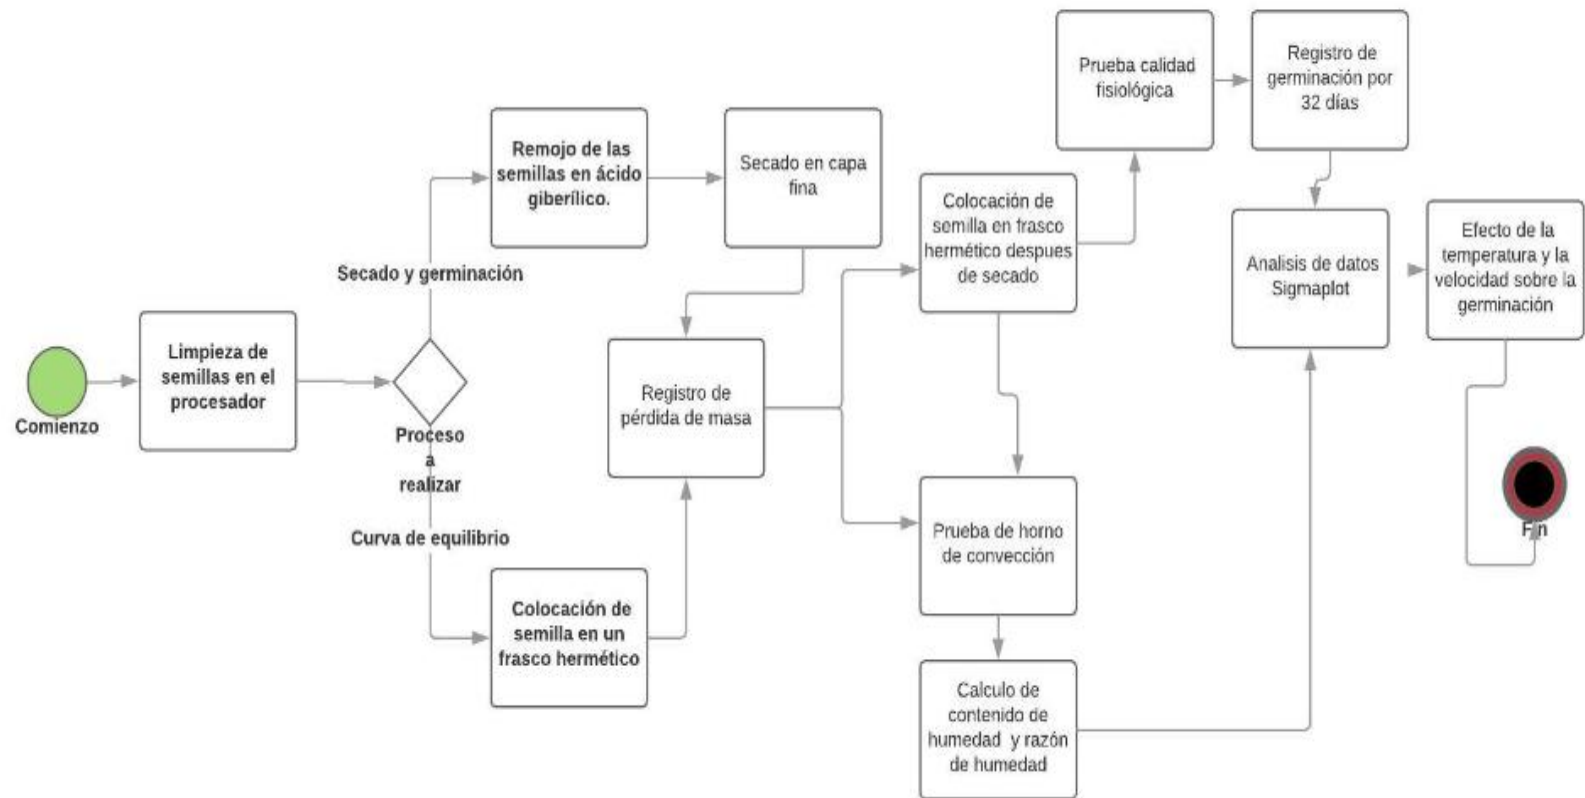 Comienzo
Limpieza de
semillas en el
procesador
Proceso
a
realizar
Secado y germinación
Remojo de las
semillas en ácido
giberílico.
Secado en capa
fina
Curva de equilibrio
Colocación de
semilla en un
frasco hermético
Registro de
pérdida de masa
Colocación de
semilla en frasco
hermético despues
de secado
Prueba calidad
fisiológica
Registro de
germinación por
32 días
Prueba de horno
de convección
Calculo de
contenido de
humedad y razón
de humedad
Analisis de datos
Sigmaplot
Efecto de la
temperatura y la
velocidad sobre la
germinación
Fin